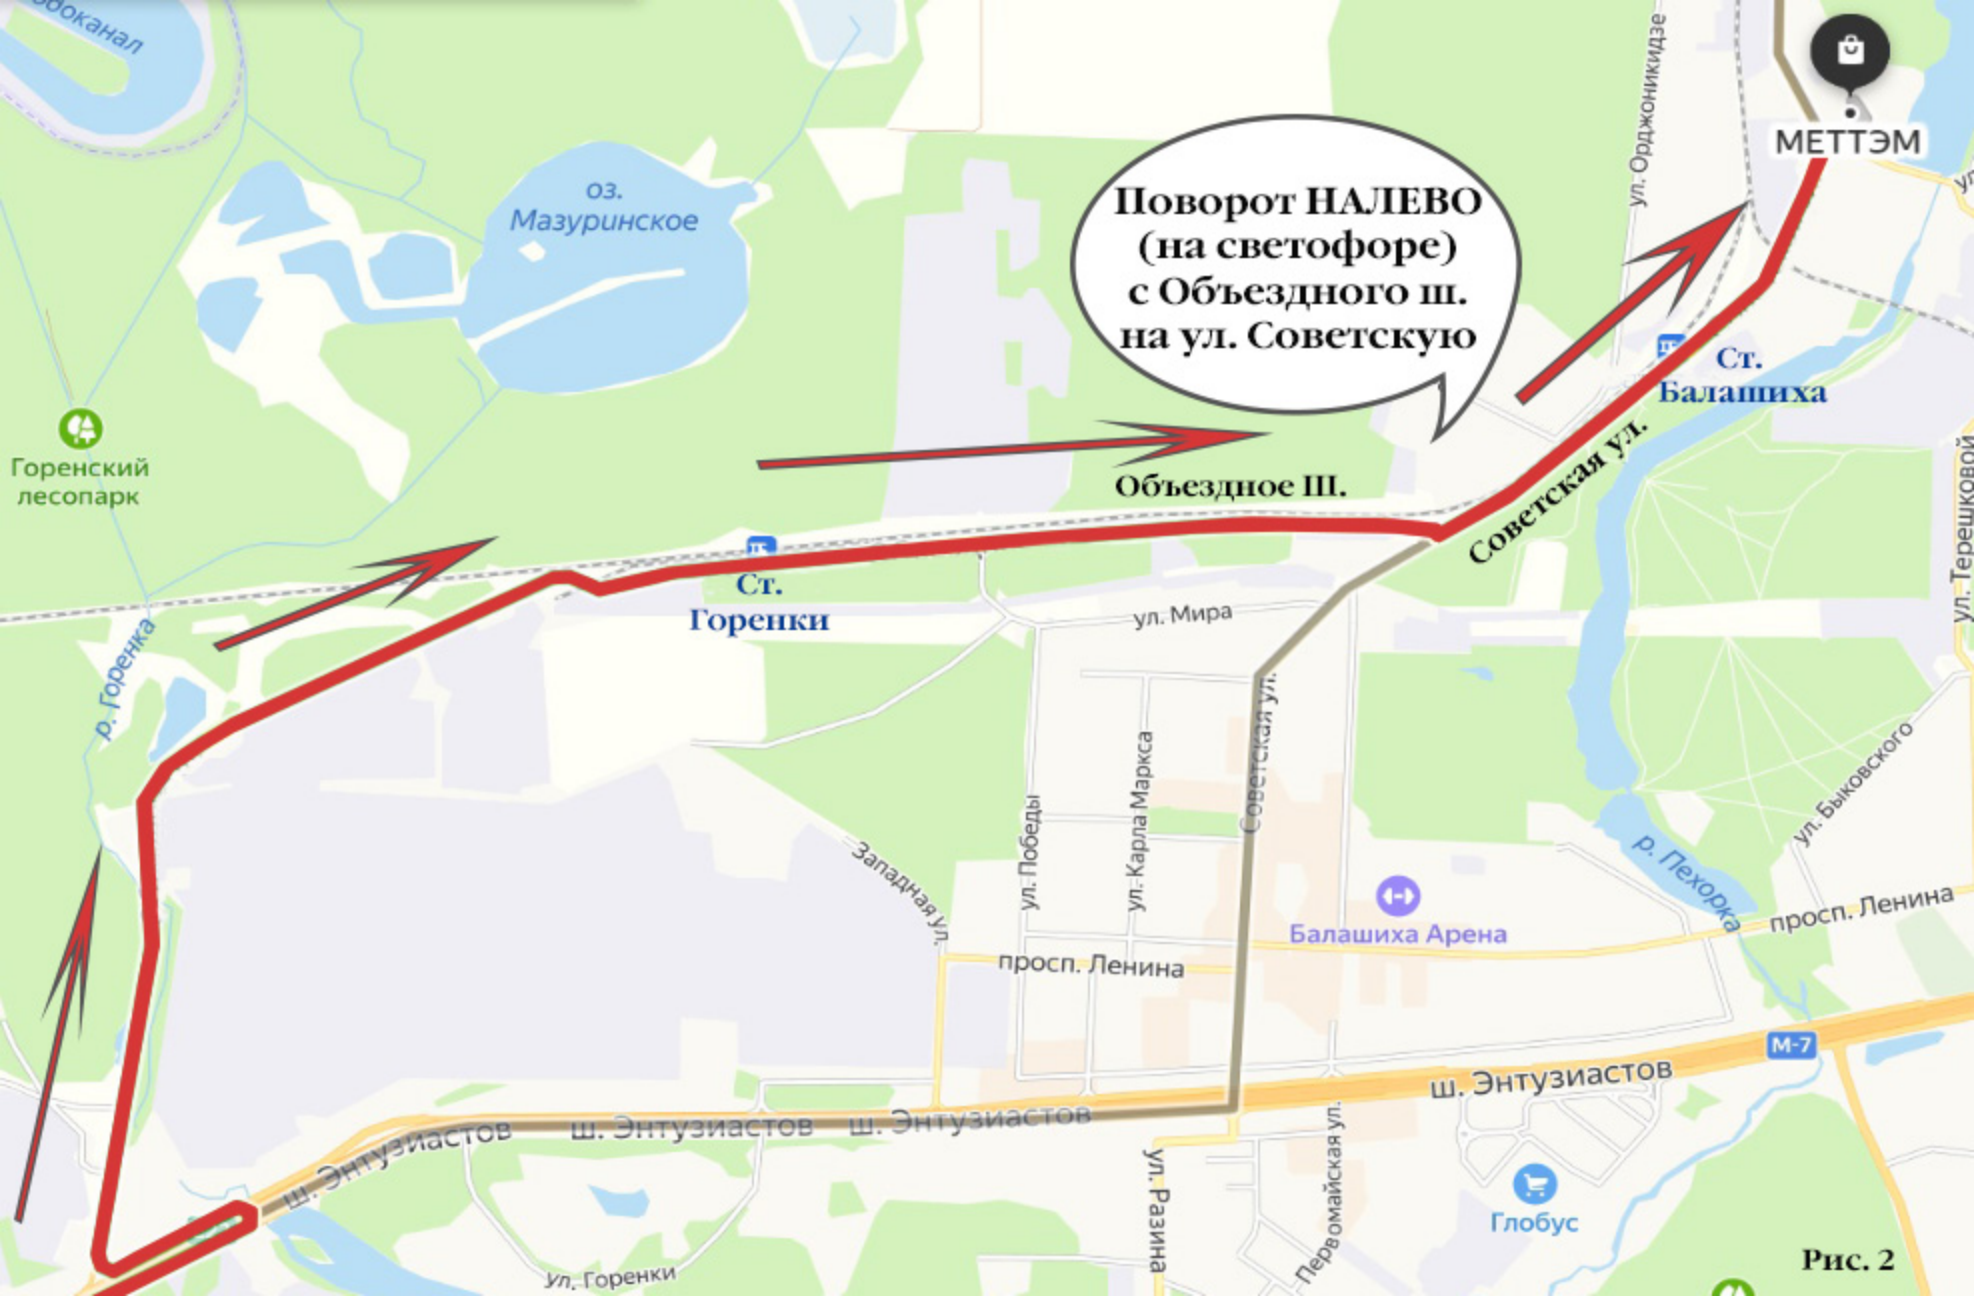 МЕТТЭМ
ул. Орджоникидзе
оз.
Мазуринское
Поворот НАЛЕВО
(на светофоре)
с Объездного ш.
на ул. Советскую
Ст.
Балашиха
Горенский
лесопарк
Объездное Ш.
Советская ул.
ул. Терешковой
Ст.
Горенки
ул. Мира
р. Горенка
Советская ул.
ул. Карла Маркса
ул. Победы
Западная ул.
ул. Быковского
р. Пехорка
Балашиха Арена
просп. Ленина
просп. Ленина
М-7
ш. Энтузиастов
ш. Энтузиастов
ш. Энтузиастов
ш. Энтузиастов
ул. Разина
Первомайская ул.
Глобус
Ул. Горенки
Рис. 2